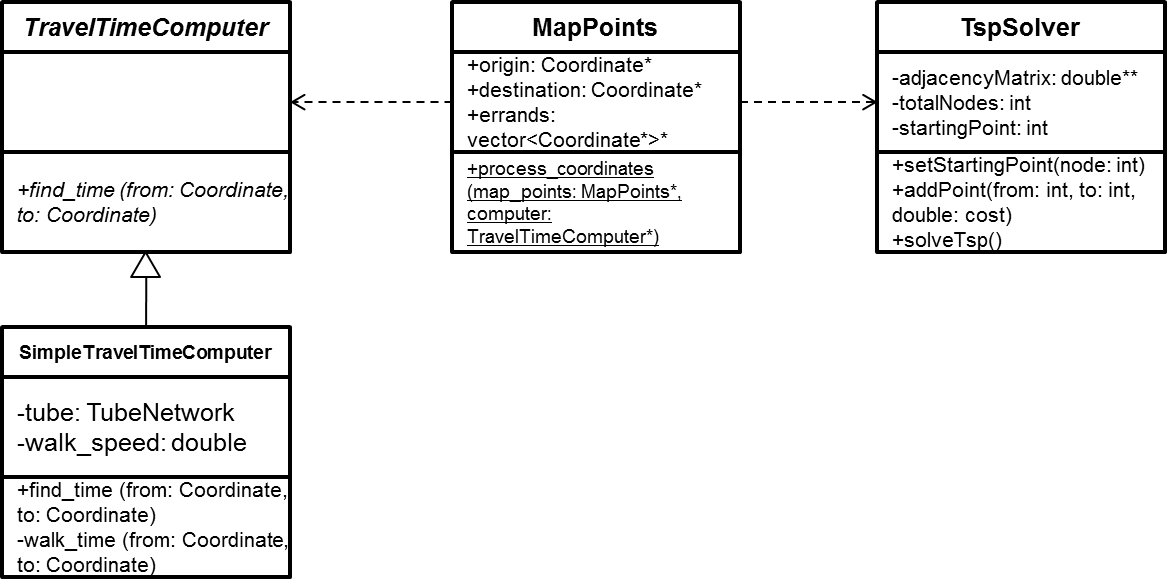 TravelTimeComputer
+find_time (from: Coordinate,
to: Coordinate)
MapPoints
+origin: Coordinate*
+destination: Coordinate*
+errands:
vector<Coordinate*>*
+process_coordinates
(map_points: MapPoints*,
computer:
TravelTimeComputer*)
TspSolver
-adjacencyMatrix: double**
-totalNodes: int
-startingPoint: int
+setStartingPoint(node: int)
+addPoint(from: int, to: int,
double: cost)
+solveTsp()
SimpleTravelTimeComputer
-tube: TubeNetwork
-walk_speed: double
+find_time (from: Coordinate,
to: Coordinate)
-walk_time (from: Coordinate,
to: Coordinate)